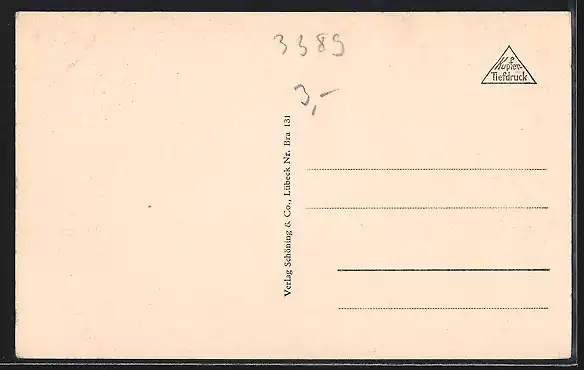 3389
3,-
Kupfer-
Tiefdruck
Verlag Schöning & Co., Lübeck Nr. Bra 131